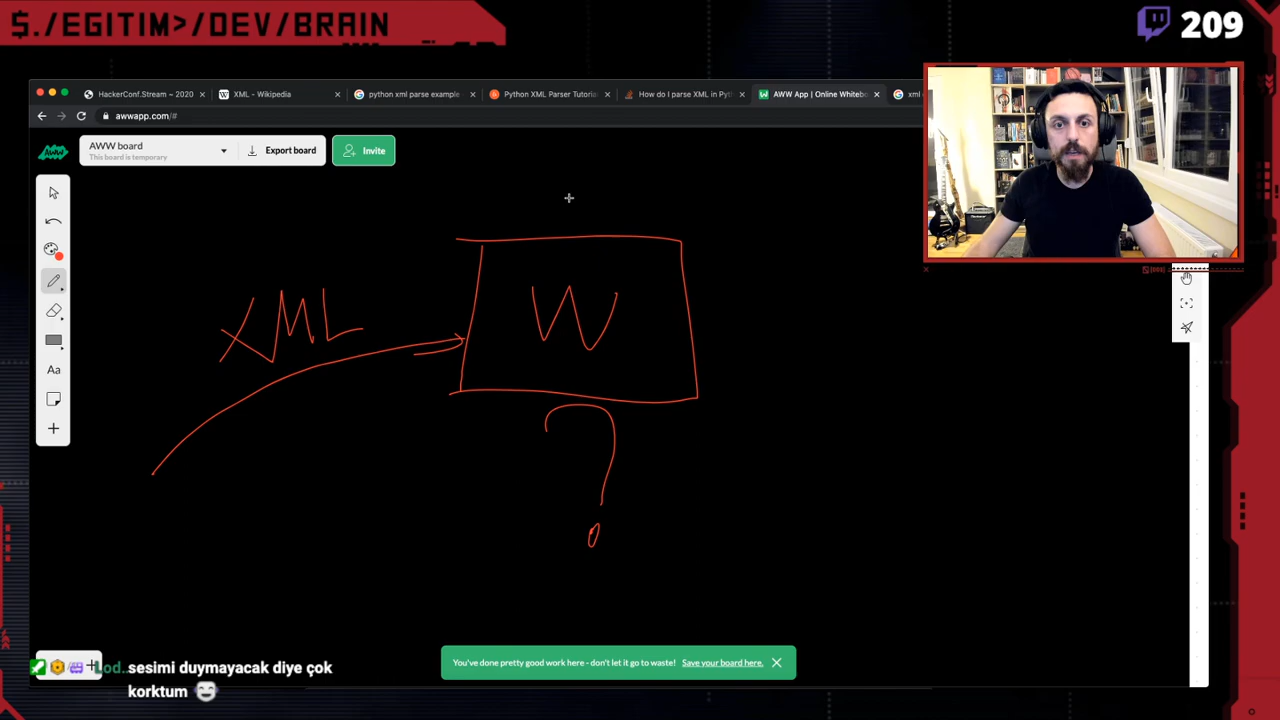 $./EGITIM>/DEV/BRAIN
209
HackerConf.Stream – 2020
XML - Wikipedia
python xml parse example
Python XML Parser Tutoria
How do I parse XML in Pyth
AWW App | Online Whitebo
xml
awwapp.com/#
AWW board
This board is temporary
Export board
Invite
Aa
XML
W
?
You've done pretty good work here - don't let it go to waste! Save your board here.
sesimi duymayacak diye çok
korktum